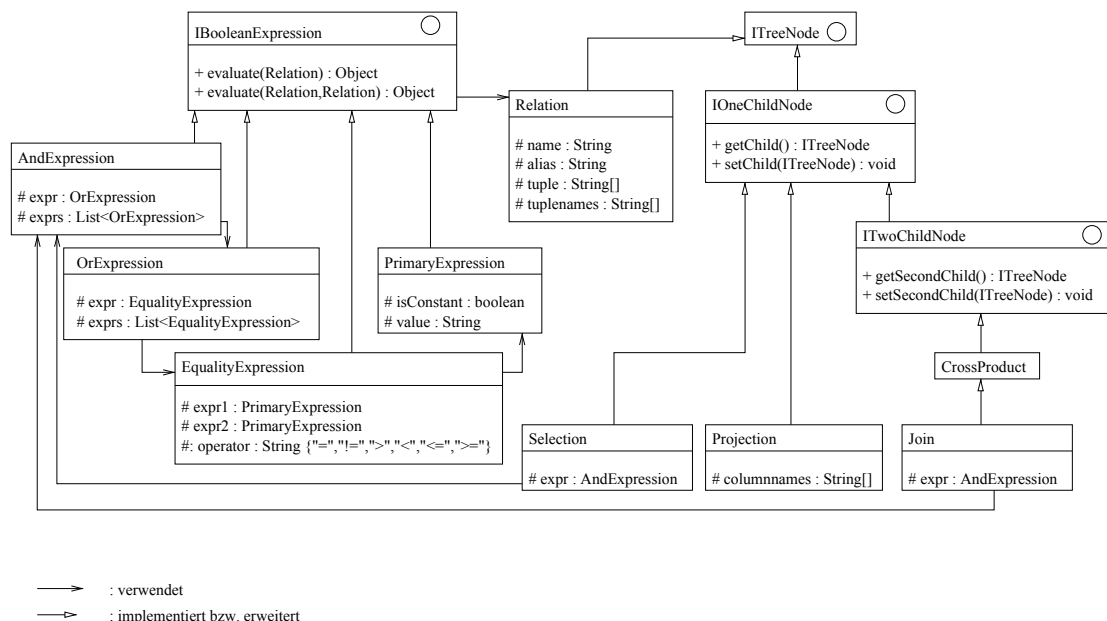 IBooleanExpression
+ evaluate(Relation) : Object
+ evaluate(Relation,Relation) : Object
ITreeNode
Relation
# name : String
# alias : String
# tuple : String[]
# tuplenames : String[]
IOneChildNode
+ getChild() : ITreeNode
+ setChild(ITreeNode) : void
AndExpression
# expr : OrExpression
# exprs : List<OrExpression>
OrExpression
# expr : EqualityExpression
# exprs : List<EqualityExpression>
PrimaryExpression
# isConstant : boolean
# value : String
ITwoChildNode
+ getSecondChild() : ITreeNode
+ setSecondChild(ITreeNode) : void
EqualityExpression
# expr1 : PrimaryExpression
# expr2 : PrimaryExpression
#: operator : String {"=","!=",">","<","<=",">="}
CrossProduct
Selection
# expr : AndExpression
Projection
# columnnames : String[]
Join
# expr : AndExpression
: verwendet
: implementiert bzw. erweitert